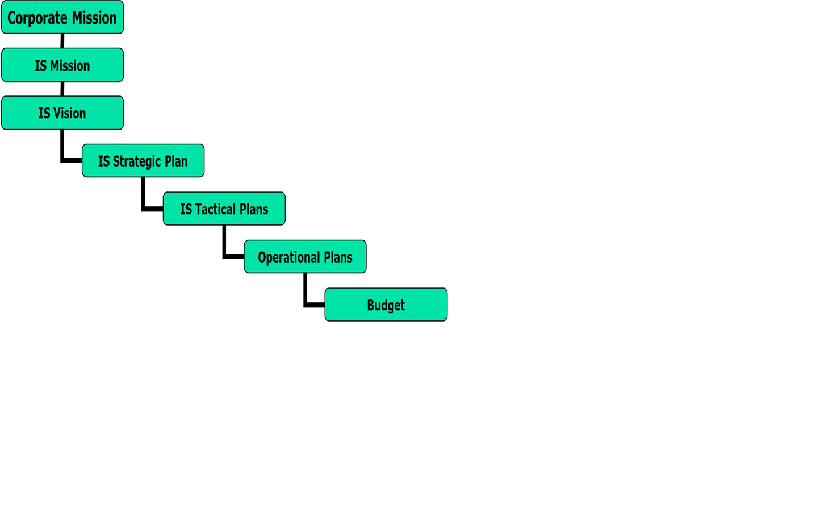 Corporate Mission
IS Mission
IS Vision
IS Strategic Plan
IS Tactical Plans
Operational Plans
Budget